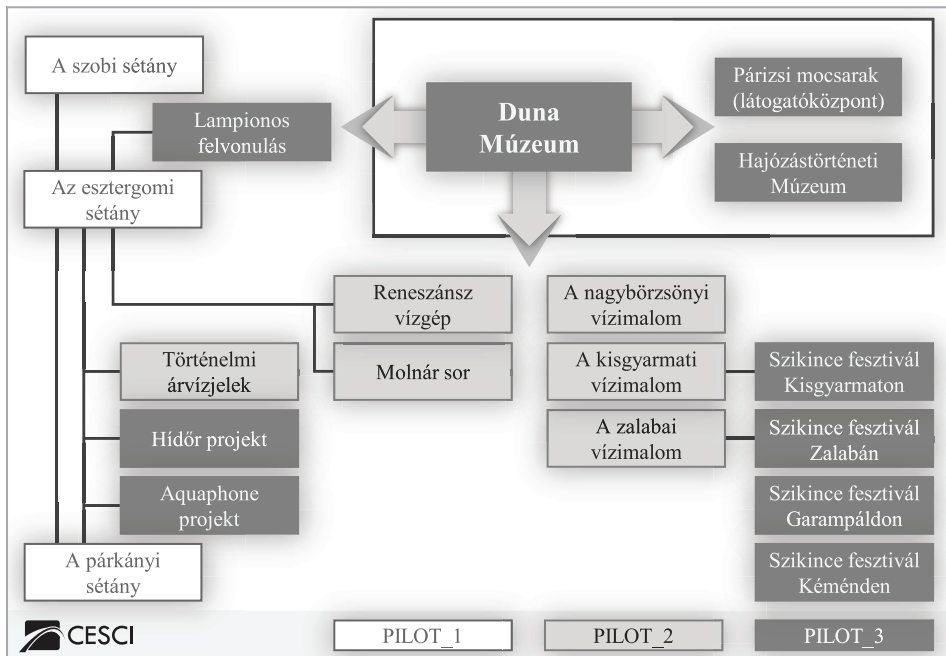 A szobi sétány
Lampionos
felvonulás
Az esztergomi
sétány
Duna
Múzeum
Párizsi mocsarak
(látogatóközpont)
Hajózástörténeti
Múzeum
Reneszánsz
vízgép
Molnár sor
A nagybörzsönyi
vízimalom
A kisgyarmati
vízimalom
A zalabai
vízimalom
Szikince fesztivál
Kisgyarmaton
Szikince fesztivál
Zalabán
Szikince fesztivál
Garampáldon
Szikince fesztivál
Kéménden
Történelmi
árvízjelek
Hídőr projekt
Aquaphone
projekt
A párkányi
sétány
CESCI
PILOT_1
PILOT_2
PILOT_3